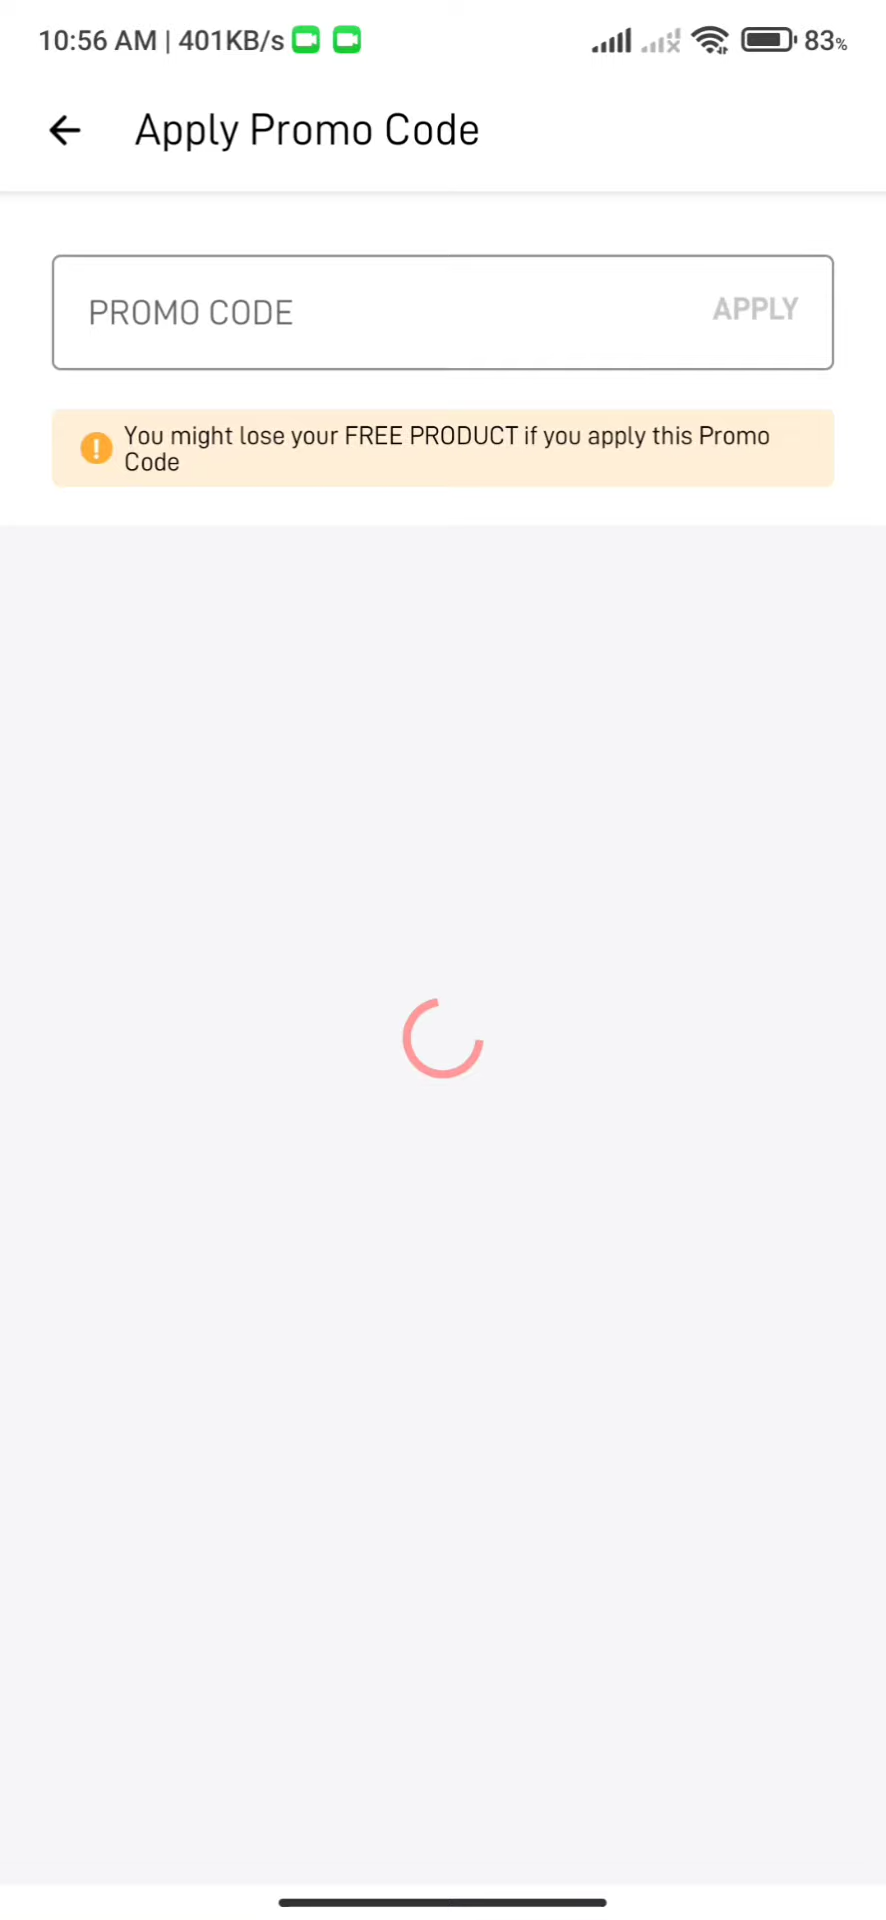 10:56 AM | 401KB/s 83%
Apply Promo Code
PROMO CODE APPLY
You might lose your FREE PRODUCT if you apply this Promo
Code